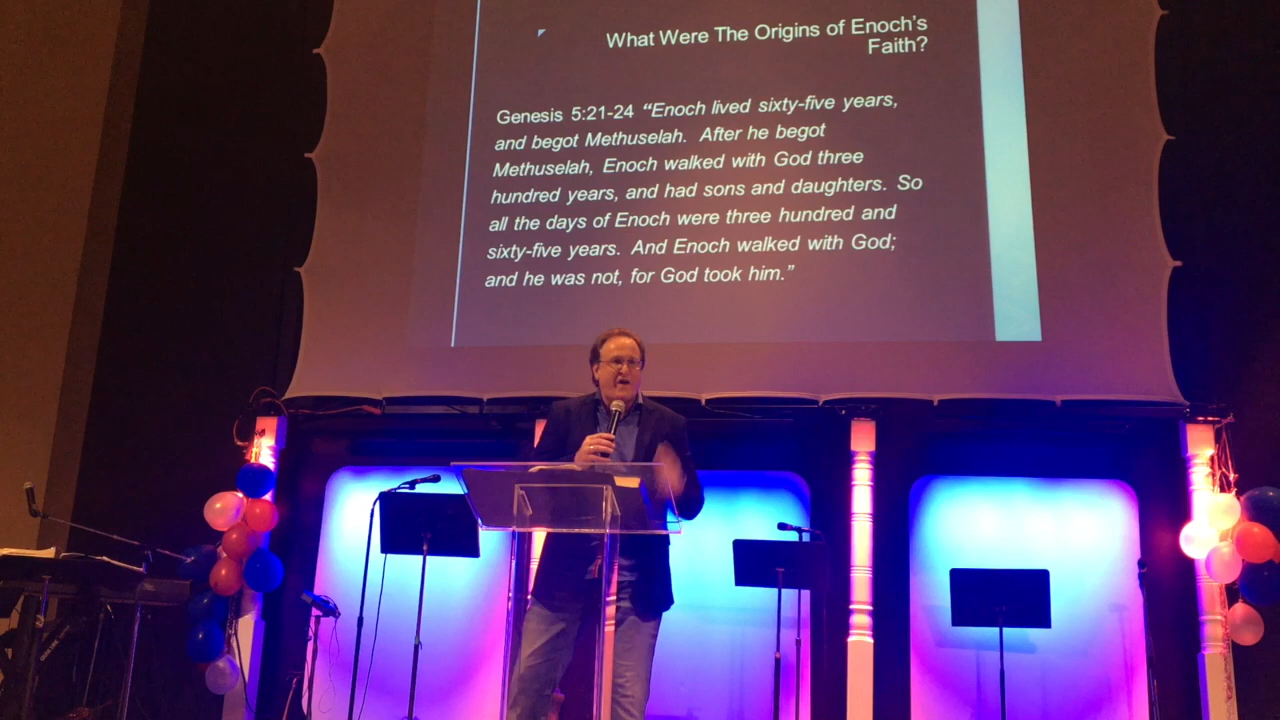 What Were The Origins of Enoch's
Faith?
Genesis 5:21-24 “Enoch lived sixty-five years,
and begot Methuselah. After he begot
Methuselah, Enoch walked with God three
hundred years, and had sons and daughters. So
all the days of Enoch were three hundred and
sixty-five years. And Enoch walked with God;
and he was not, for God took him.”